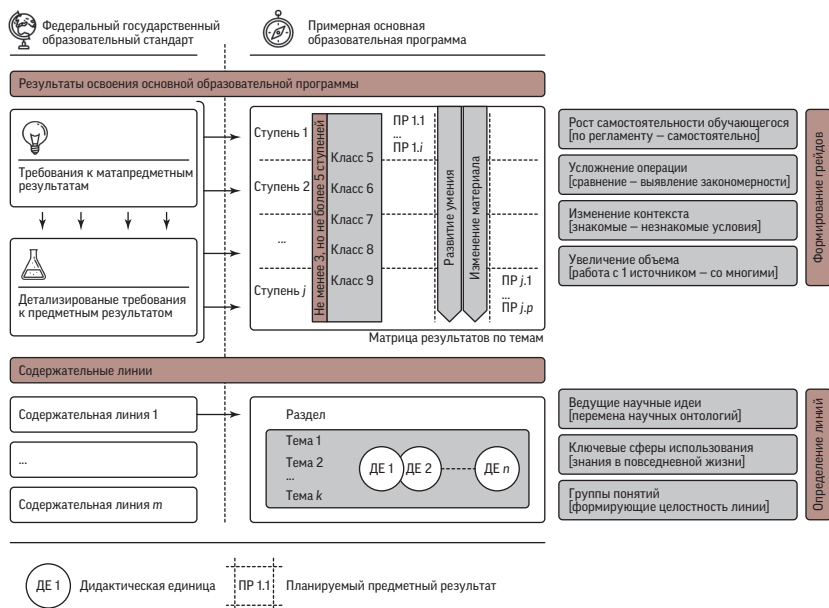 Федеральный государственный
образовательный стандарт
Примерная основная
образовательная программа
Результаты освоения основной образовательной программы
Требования к матапредметным
результатам
Детализированые требования
к предметным результатом
Ступень 1
Ступень 2
...
Ступень j
Не менее 3, но не более 5 ступеней
Класс 5
Класс 6
Класс 7
Класс 8
Класс 9
ПР 1.1
...
ПР 1.i
Развитие умения
Изменение материала
ПР j.1
...
ПР j.p
Матрица результатов по темам
Рост самостоятельности обучающегося
[по регламенту – самостоятельно]
Усложнение операции
[сравнение – выявление закономерности]
Изменение контекста
[знакомые – незнакомые условия]
Увеличение объема
[работа с 1 источником – со многими]
Формирование грейдов
Содержательные линии
Содержательная линия 1
...
Содержательная линия m
Раздел
Тема 1
Тема 2
...
Тема k
ДЕ 1
ДЕ 2
ДЕ n
Ведущие научные идеи
[перемена научных онтологий]
Ключевые сферы использования
[знания в повседневной жизни]
Группы понятий
[формирующие целостность линии]
Определение линий
ДЕ 1
Дидактическая единица
ПР 1.1
Планируемый предметный результат